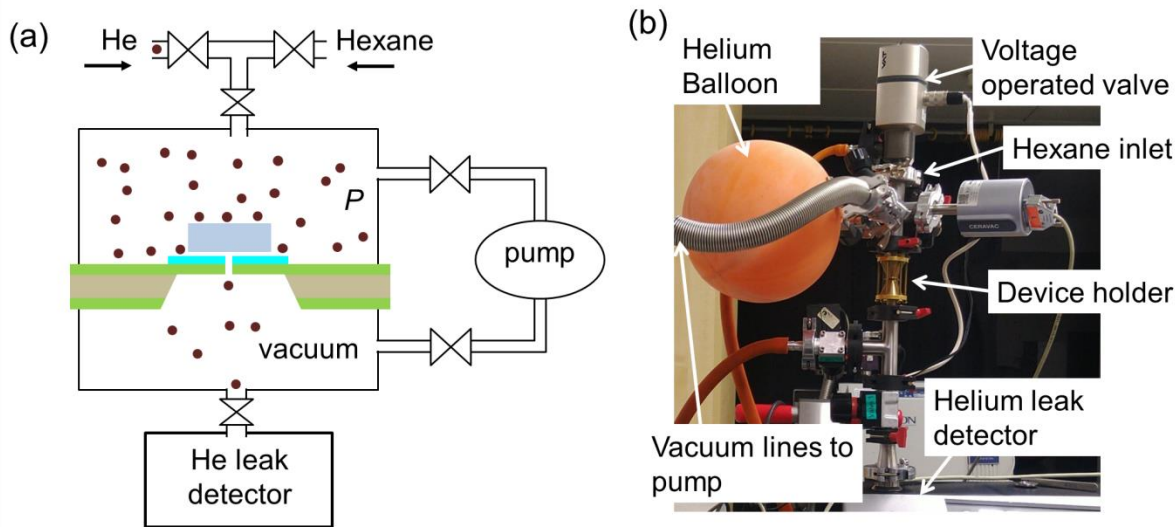 (a)
He
Hexane
P
pump
vacuum
He leak
detector
(b)
Helium
Balloon
Voltage
operated valve
Hexane inlet
CERAVAC
Device holder
Helium leak
detector
Vacuum lines to
pump